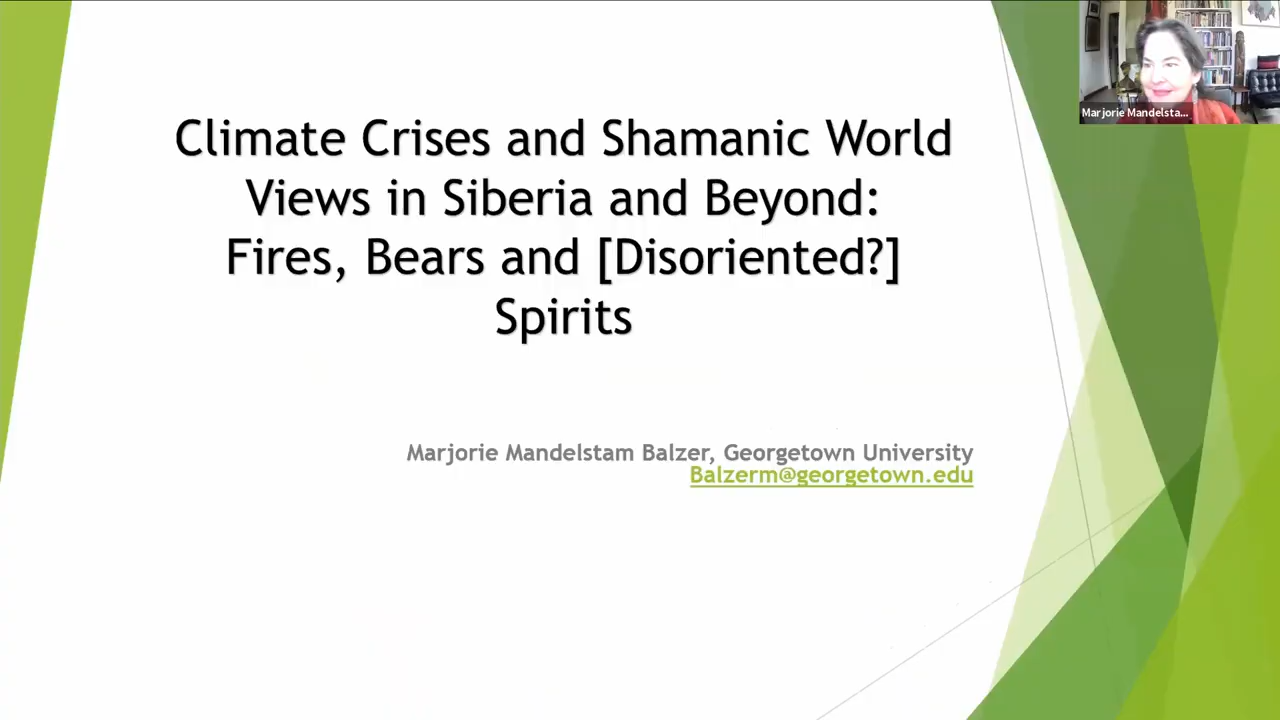 Marjorie Mandelsta...
Climate Crises and Shamanic World
Views in Siberia and Beyond:
Fires, Bears and [Disoriented?]
Spirits
Marjorie Mandelstam Balzer, Georgetown University
Balzerm@georgetown.edu